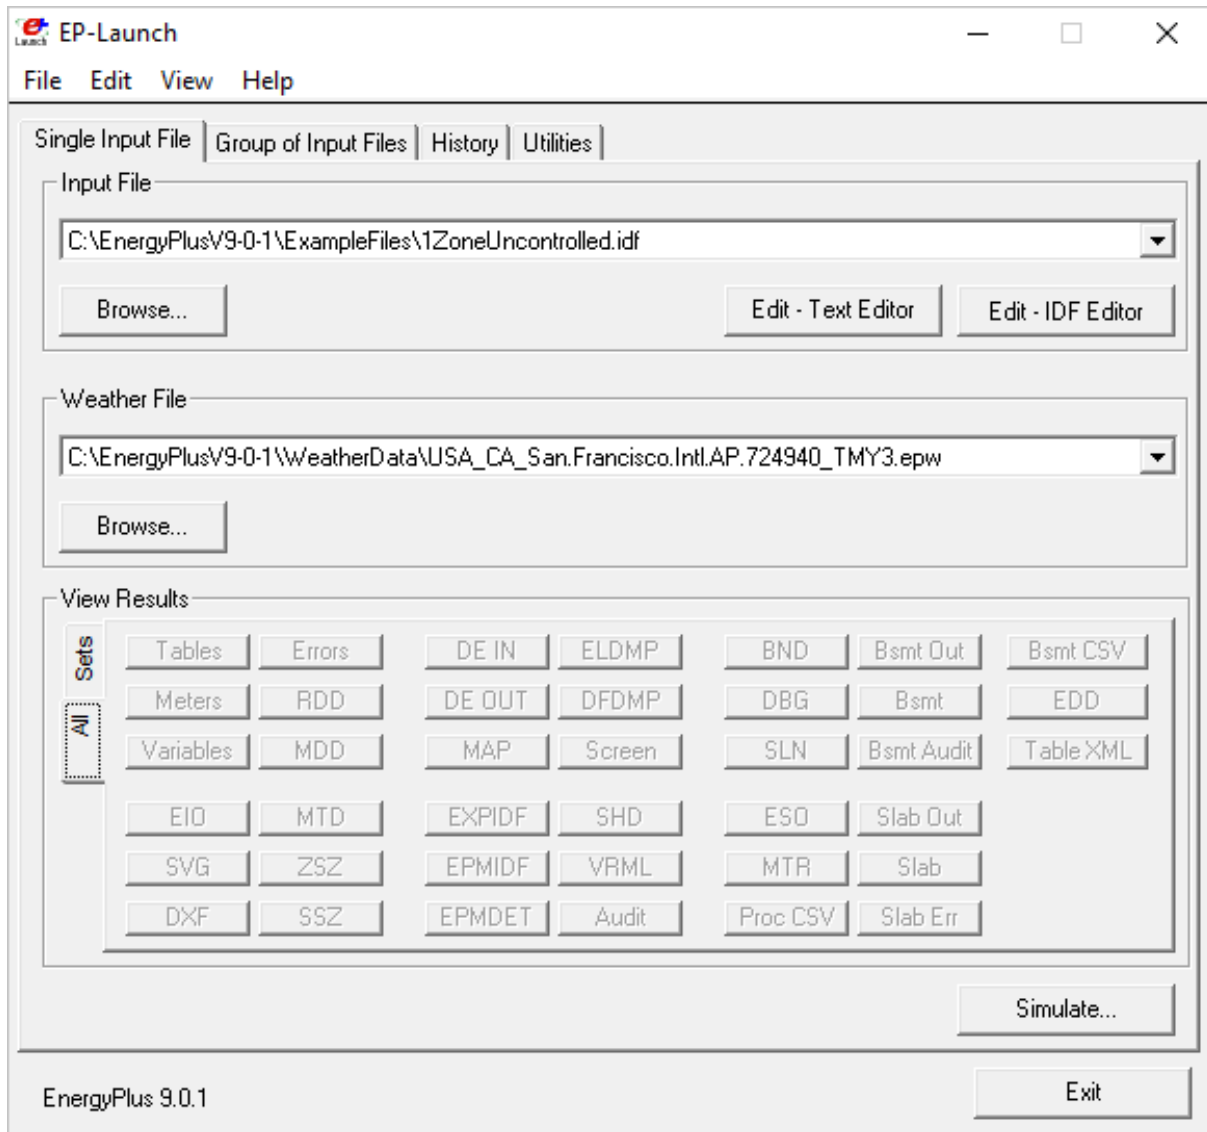 EP-Launch
File Edit View Help
Single Input File Group of Input Files History Utilities
Input File
C:\EnergyPlusV9-0-1\ExampleFiles\1ZoneUncontrolled.idf
Browse... Edit - Text Editor Edit - IDF Editor
Weather File
C:\EnergyPlusV9-0-1\WeatherData\USA_CA_San.Francisco.Intl.AP.724940_TMY3.epw
Browse...
View Results
Sets
All
Tables Errors DE IN ELDMP BND Bsmt Out Bsmt CSV
Meters RDD DE OUT DFDMP DBG Bsmt EDD
Variables MDD MAP Screen SLN Bsmt Audit Table XML
EIO MTD EXPIDF SHD ESO Slab Out
SVG ZSZ EPMIDF VRML MTR Slab
DXF SSZ EPMDET Audit Proc CSV Slab Err
Simulate...
EnergyPlus 9.0.1 Exit